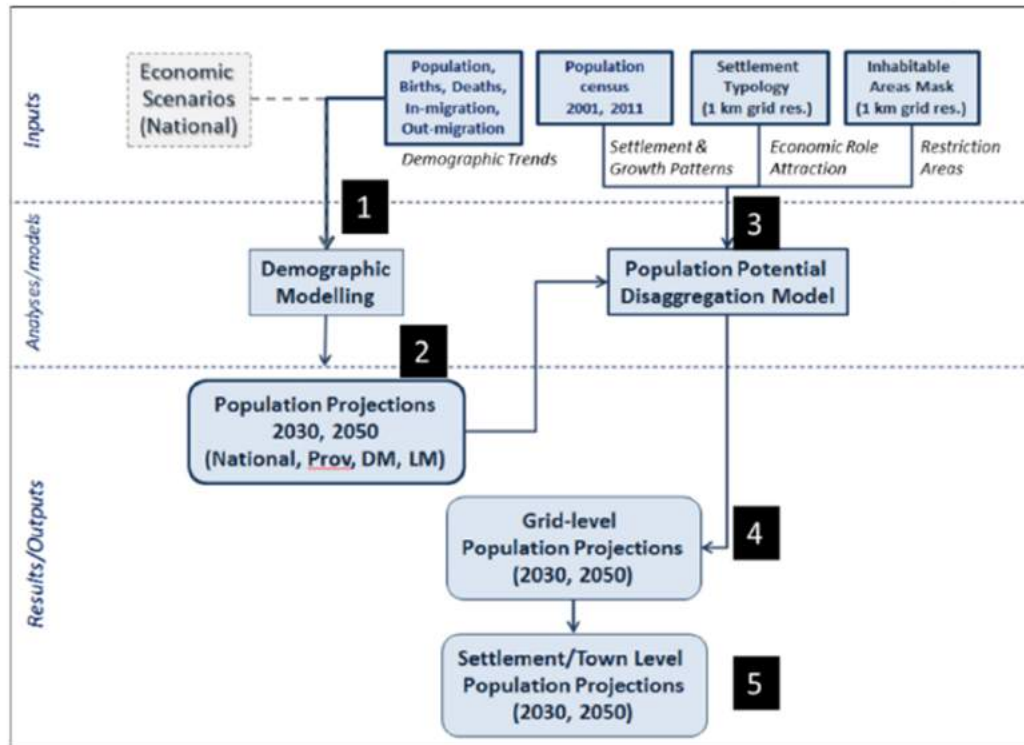 Inputs
Economic
Scenarios
(National)
Population,
Births, Deaths,
In-migration,
Out-migration
Demographic Trends
Population
census
2001, 2011
Settlement &
Growth Patterns
Settlement
Typology
(1 km grid res.)
Economic Role
Attraction
Inhabitable
Areas Mask
(1 km grid res.)
Restriction
Areas
1
3
Analyses/models
Demographic
Modelling
Population Potential
Disaggregation Model
2
Results/Outputs
Population Projections
2030, 2050
(National, Prov, DM, LM)
Grid-level
Population Projections
(2030, 2050)
4
Settlement/Town Level
Population Projections
(2030, 2050)
5